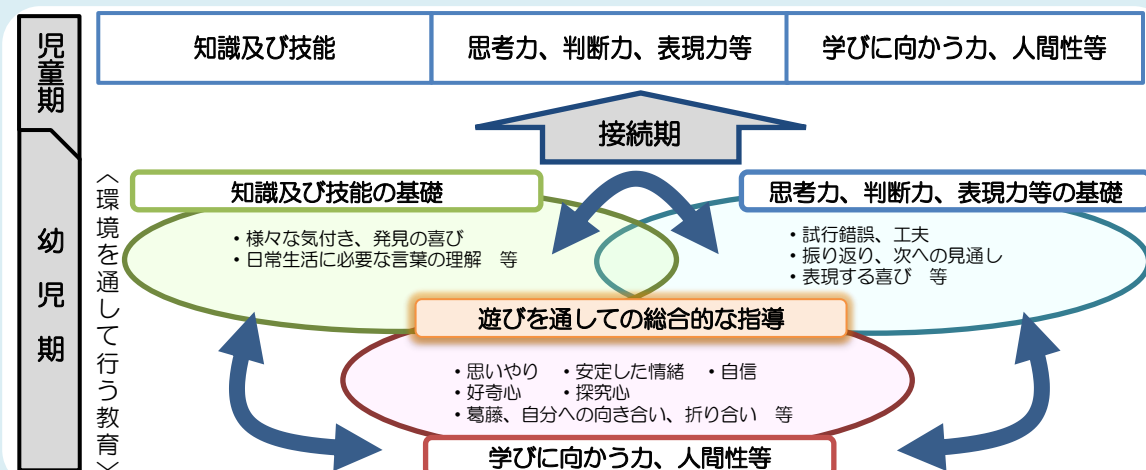 児童期
知識及び技能
思考力、判断力、表現力等
学びに向かう力、人間性等
接続期
幼児期
〈環境を通して行う教育〉
知識及び技能の基礎
・様々な気付き、発見の喜び
・日常生活に必要な言葉の理解　等
思考力、判断力、表現力等の基礎
・試行錯誤、工夫
・振り返り、次への見通し
・表現する喜び　等
遊びを通しての総合的な指導
・思いやり　・安定した情緒　・自信
・好奇心　　・探究心
・葛藤、自分への向き合い、折り合い　等
学びに向かう力、人間性等